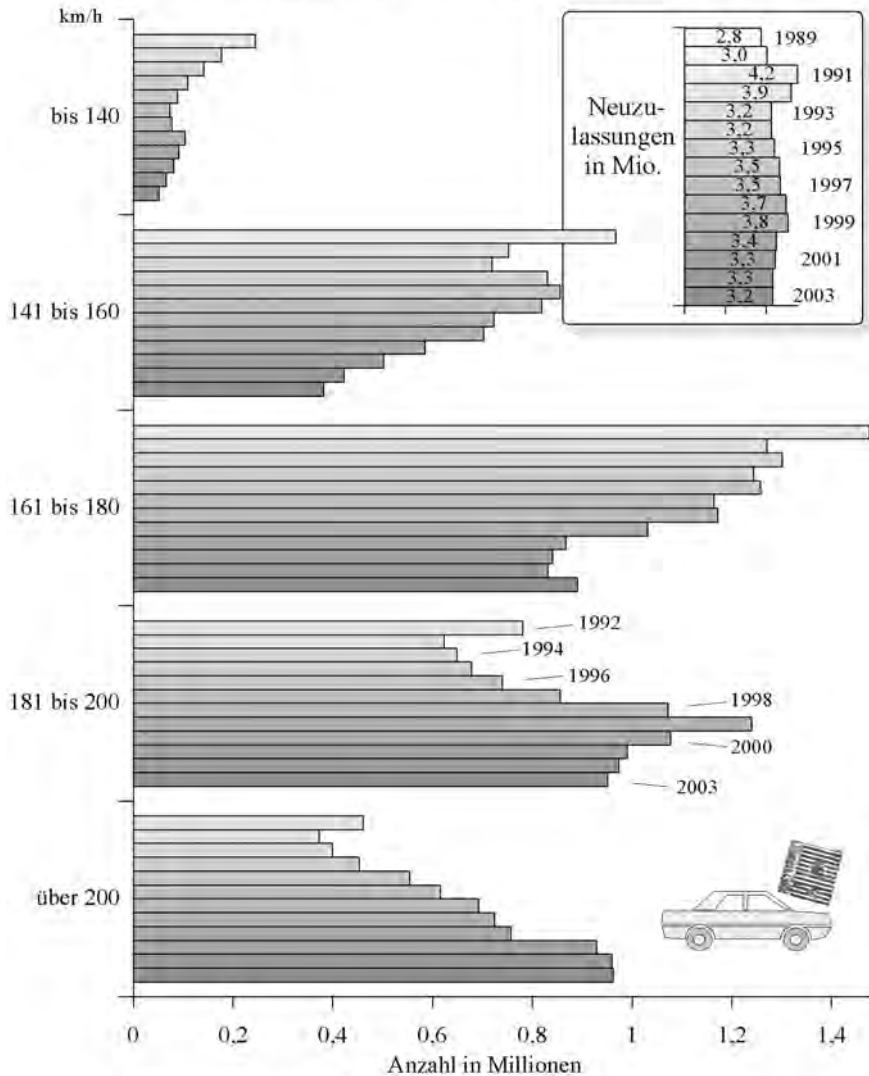 km/h
bis 140
141 bis 160
161 bis 180
181 bis 200
über 200
1992
1994
1996
1998
2000
2003
0
0,2
0,4
0,6
0,8
1
1,2
1,4
Anzahl in Millionen
Neuzu-
lassungen
in Mio.
2,8 1989
3,0
4,2 1991
3,9
3,2 1993
3,2
3,3 1995
3,5
3,5 1997
3,7
3,8 1999
3,4
3,3 2001
3,3
3,2 2003